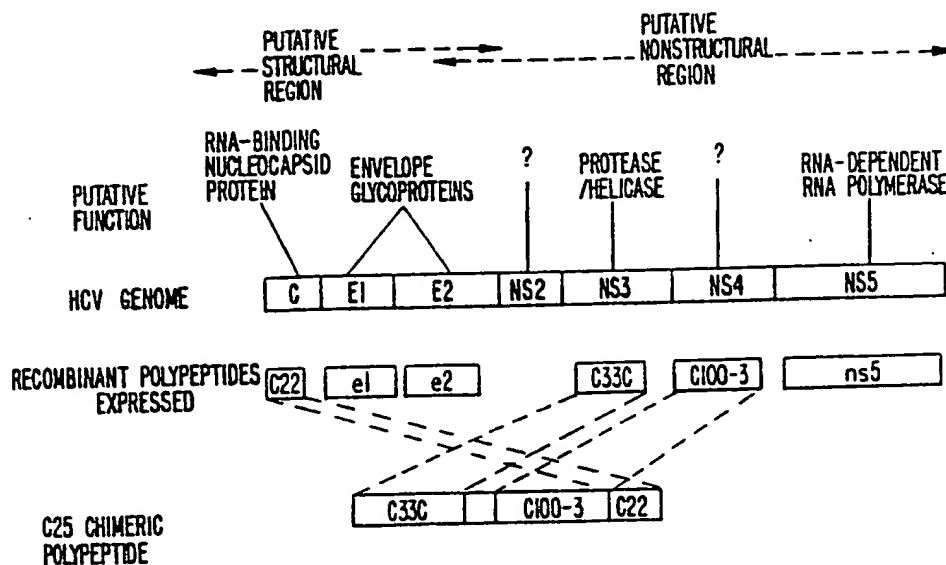 PUTATIVE
STRUCTURAL
REGION
PUTATIVE
NONSTRUCTURAL
REGION
PUTATIVE
FUNCTION
RNA-BINDING
NUCLEOCAPSID
PROTEIN
ENVELOPE
GLYCOPROTEINS
?
PROTEASE
/HELICASE
?
RNA-DEPENDENT
RNA POLYMERASE
HCV GENOME
C E1 E2 NS2 NS3 NS4 NS5
RECOMBINANT POLYPEPTIDES
EXPRESSED
C22 e1 e2 C33C C100-3 ns5
C25 CHIMERIC
POLYPEPTIDE
C33C C100-3 C22